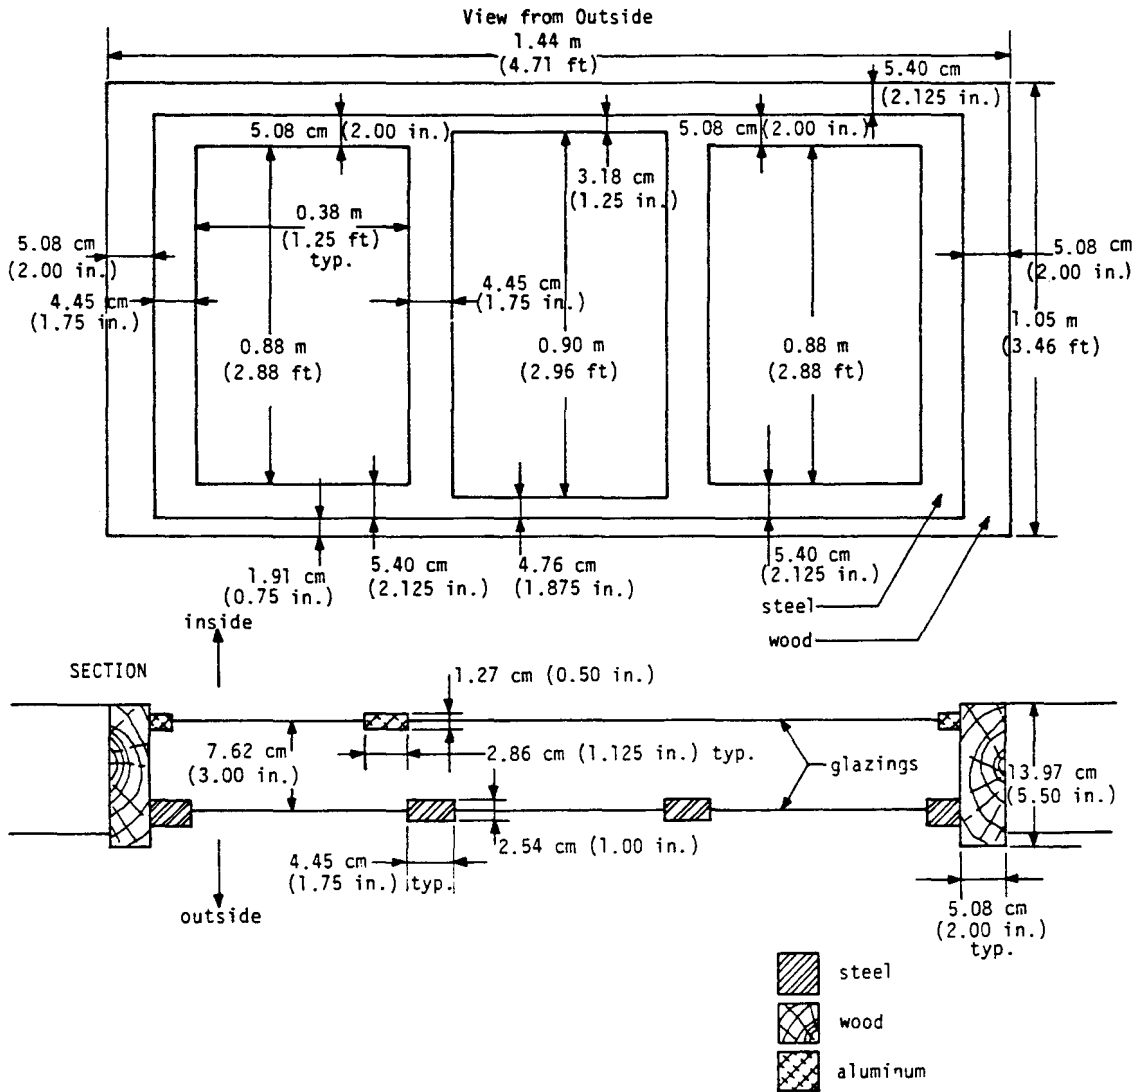 View from Outside
1.44 m
(4.71 ft)
5.40 cm
(2.125 in.)
5.08 cm (2.00 in.)
5.08 cm (2.00 in.)
3.18 cm
(1.25 in.)
0.38 m
(1.25 ft)
typ.
5.08 cm
(2.00 in.)
5.08 cm
(2.00 in.)
4.45 cm
(1.75 in.)
4.45 cm
(1.75 in.)
1.05 m
(3.46 ft)
0.88 m
(2.88 ft)
0.90 m
(2.96 ft)
0.88 m
(2.88 ft)
1.91 cm
(0.75 in.)
5.40 cm
(2.125 in.)
4.76 cm
(1.875 in.)
5.40 cm
(2.125 in.)
steel
wood
inside
SECTION
1.27 cm (0.50 in.)
7.62 cm
(3.00 in.)
2.86 cm (1.125 in.) typ.
glazings
13.97 cm
(5.50 in.)
2.54 cm (1.00 in.)
4.45 cm
(1.75 in.) typ.
outside
5.08 cm
(2.00 in.)
typ.
steel
wood
aluminum